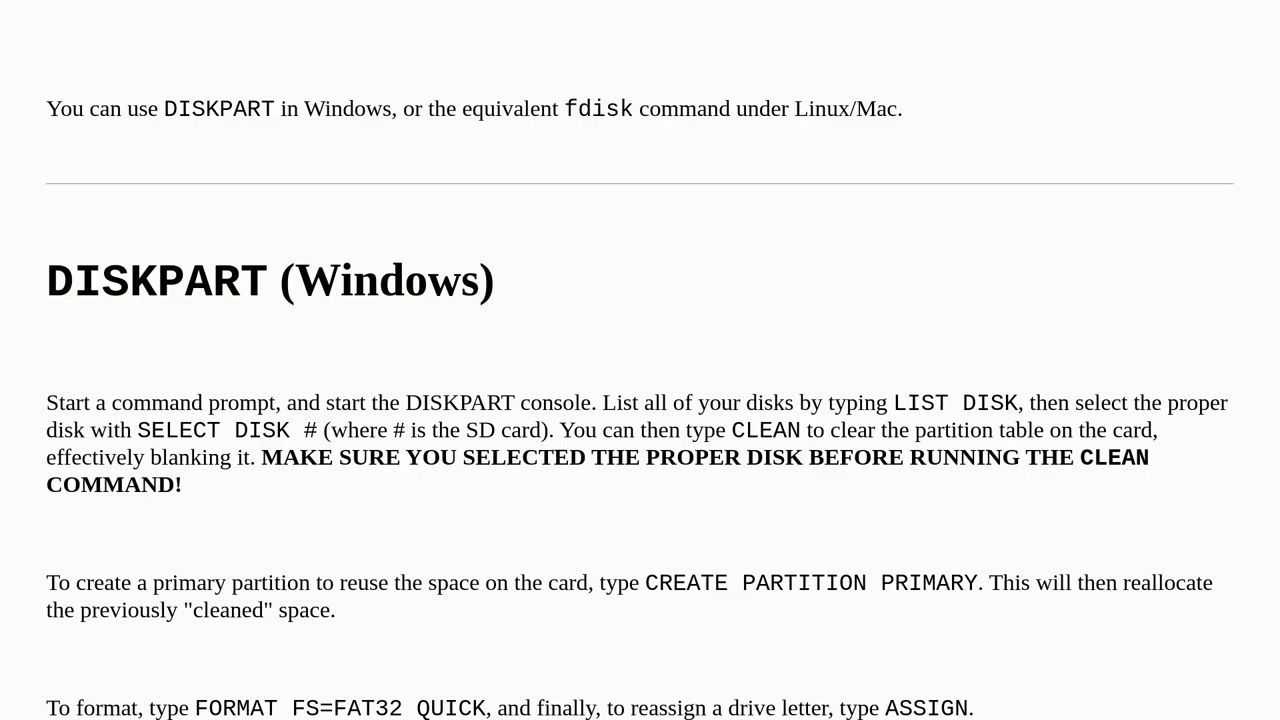 You can use DISKPART in Windows, or the equivalent fdisk command under Linux/Mac.
DISKPART (Windows)
Start a command prompt, and start the DISKPART console. List all of your disks by typing LIST DISK, then select the proper
disk with SELECT DISK # (where # is the SD card). You can then type CLEAN to clear the partition table on the card,
effectively blanking it. MAKE SURE YOU SELECTED THE PROPER DISK BEFORE RUNNING THE CLEAN
COMMAND!
To create a primary partition to reuse the space on the card, type CREATE PARTITION PRIMARY. This will then reallocate
the previously "cleaned" space.
To format, type FORMAT FS=FAT32 QUICK, and finally, to reassign a drive letter, type ASSIGN.